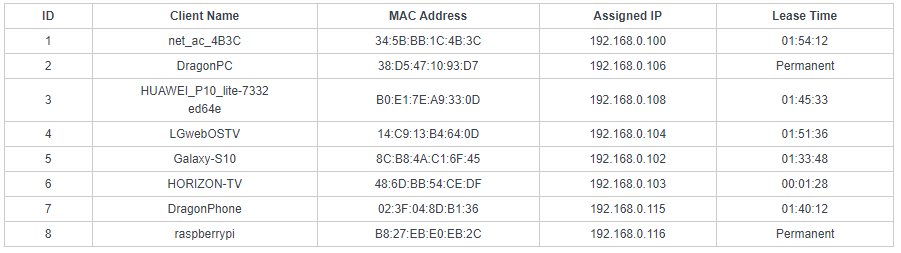 ID Client Name MAC Address Assigned IP Lease Time
1 net_ac_4B3C 34:5B:BB:1C:4B:3C 192.168.0.100 01:54:12
2 DragonPC 38:D5:47:10:93:D7 192.168.0.106 Permanent
3 HUAWEI_P10_lite-7332 B0:E1:7E:A9:33:0D 192.168.0.108 01:45:33
ed64e
4 LGwebOSTV 14:C9:13:B4:64:0D 192.168.0.104 01:51:36
5 Galaxy-S10 8C:B8:4A:C1:6F:45 192.168.0.102 01:33:48
6 HORIZON-TV 48:6D:BB:54:CE:DF 192.168.0.103 00:01:28
7 DragonPhone 02:3F:04:8D:B1:36 192.168.0.115 01:40:12
8 raspberrypi B8:27:EB:E0:EB:2C 192.168.0.116 Permanent